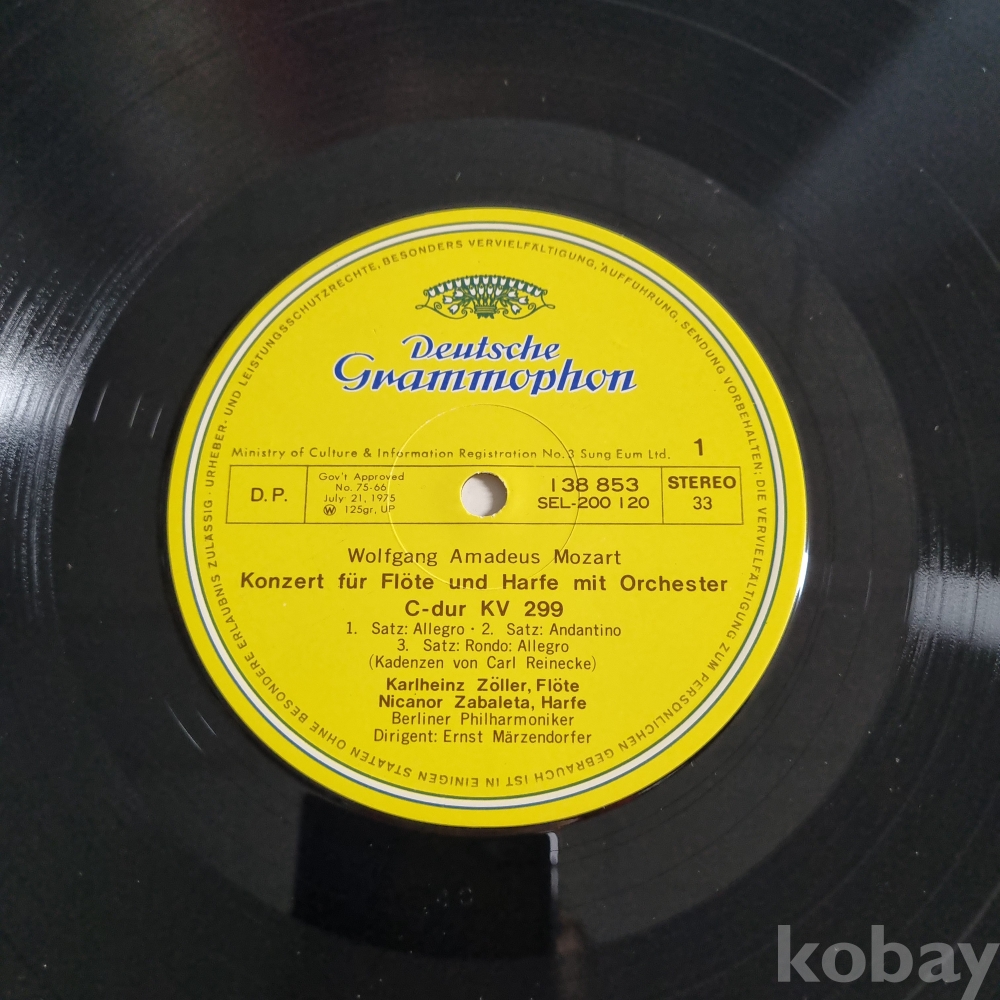 URHEBER- UND LEISTUNGSSCHUTZRECHTE, BESONDERS VERVIELFÄLTIGUNG, AUFFÜHRUNG, SENDUNG VORBEHALTEN; DIE VERVIELFÄLTIGUNG ZUM PERSÖNLICHEN GEBRAUCH IST IN EINIGEN STAATEN OHNE BESONDERE ERLAUBNIS ZULÄSSIG ·
Deutsche
Grammophon
Ministry of Culture & Information Registration No. 3 Sung Eum Ltd.
1
D.P.
Gov't Approved
No. 75-66
July 21, 1975
Ⓦ 125gr, UP
138 853
SEL-200 120
STEREO
33
Wolfgang Amadeus Mozart
Konzert für Flöte und Harfe mit Orchester
C-dur KV 299
1. Satz: Allegro · 2. Satz: Andantino
3. Satz: Rondo: Allegro
(Kadenzen von Carl Reinecke)
Karlheinz Zöller, Flöte
Nicanor Zabaleta, Harfe
Berliner Philharmoniker
Dirigent: Ernst Märzendorfer
kobay